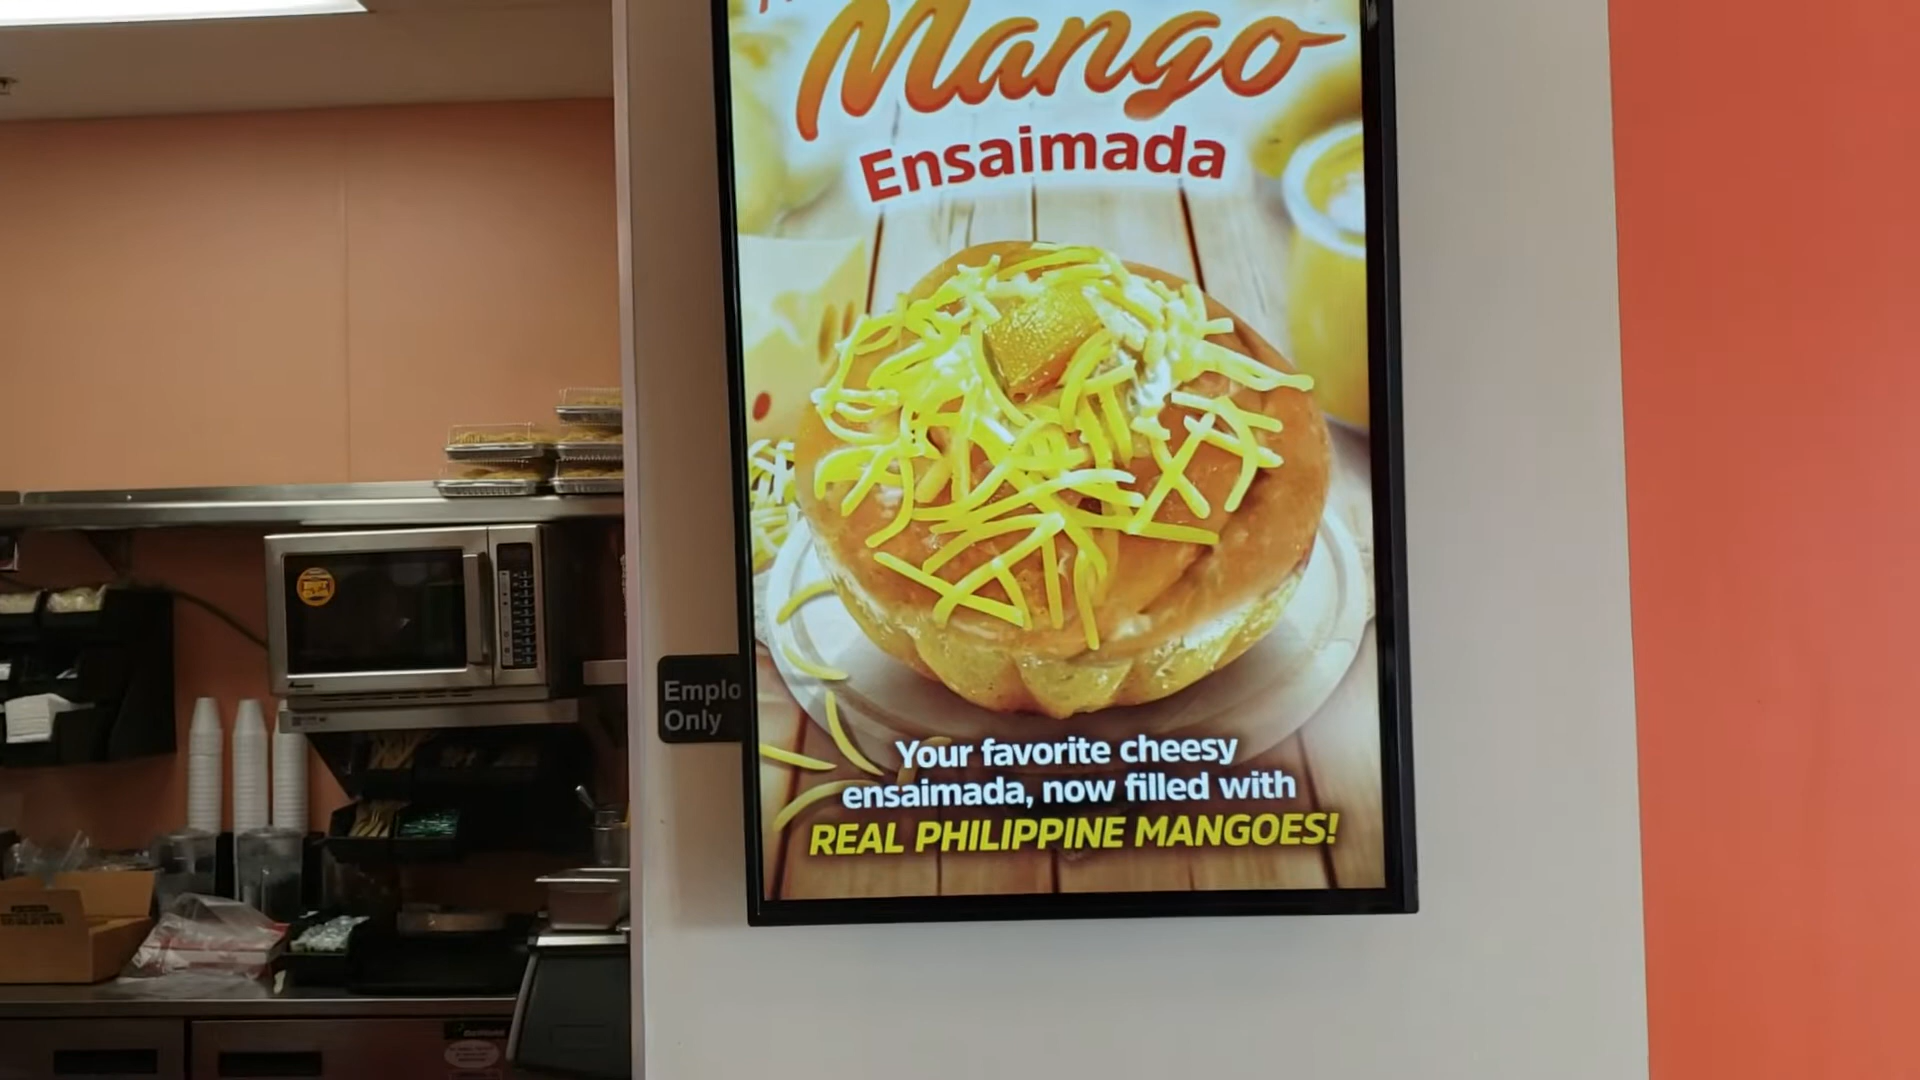 Mango
Ensaimada
Emplo
Only
Your favorite cheesy
ensaimada, now filled with
REAL PHILIPPINE MANGOES!